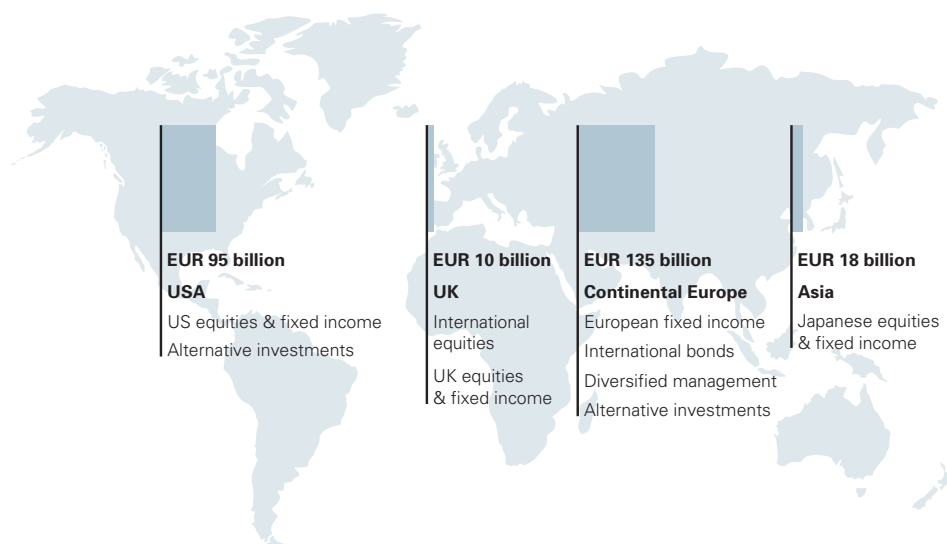 EUR 95 billion
USA
US equities & fixed income
Alternative investments
EUR 10 billion
UK
International
equities
UK equities
& fixed income
EUR 135 billion
Continental Europe
European fixed income
International bonds
Diversified management
Alternative investments
EUR 18 billion
Asia
Japanese equities
& fixed income